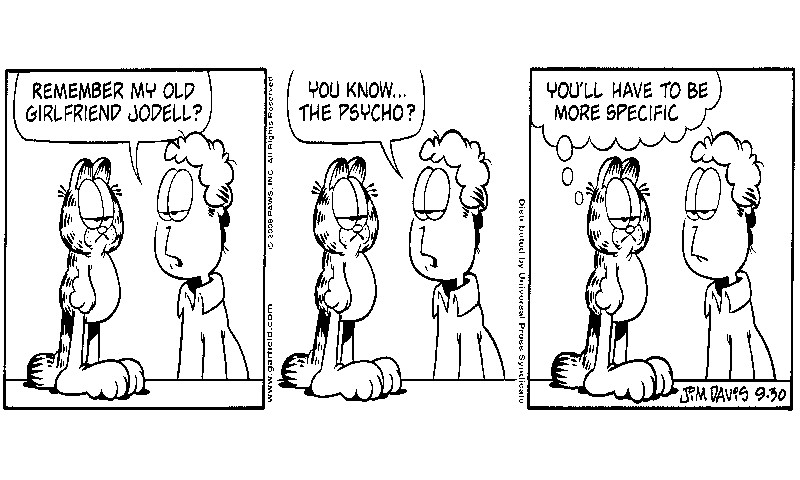 REMEMBER MY OLD
GIRLFRIEND JODELL?
www.garfield.com
© 2008 PAWS, INC. All Rights Reserved
YOU KNOW...
THE PSYCHO?
Distributed by Universal Press Syndicate
YOU'LL HAVE TO BE
MORE SPECIFIC
JIM DAVIS 9.30